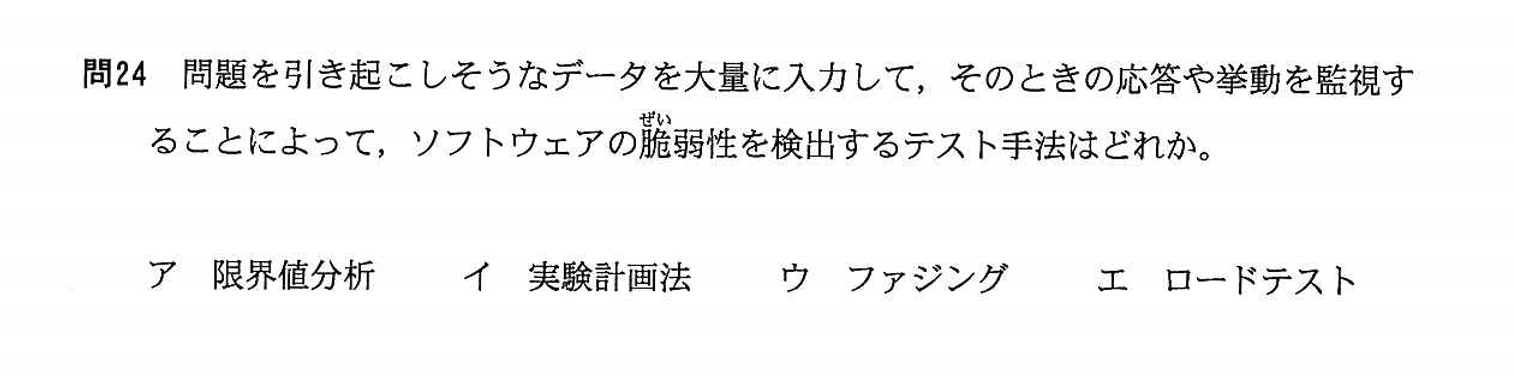 問24 問題を引き起こしそうなデータを大量に入力して，そのときの応答や挙動を監視す
ることによって，ソフトウェアの脆弱性を検出するテスト手法はどれか。
ぜい
ア 限界値分析 イ 実験計画法 ウ ファジング エ ロードテスト